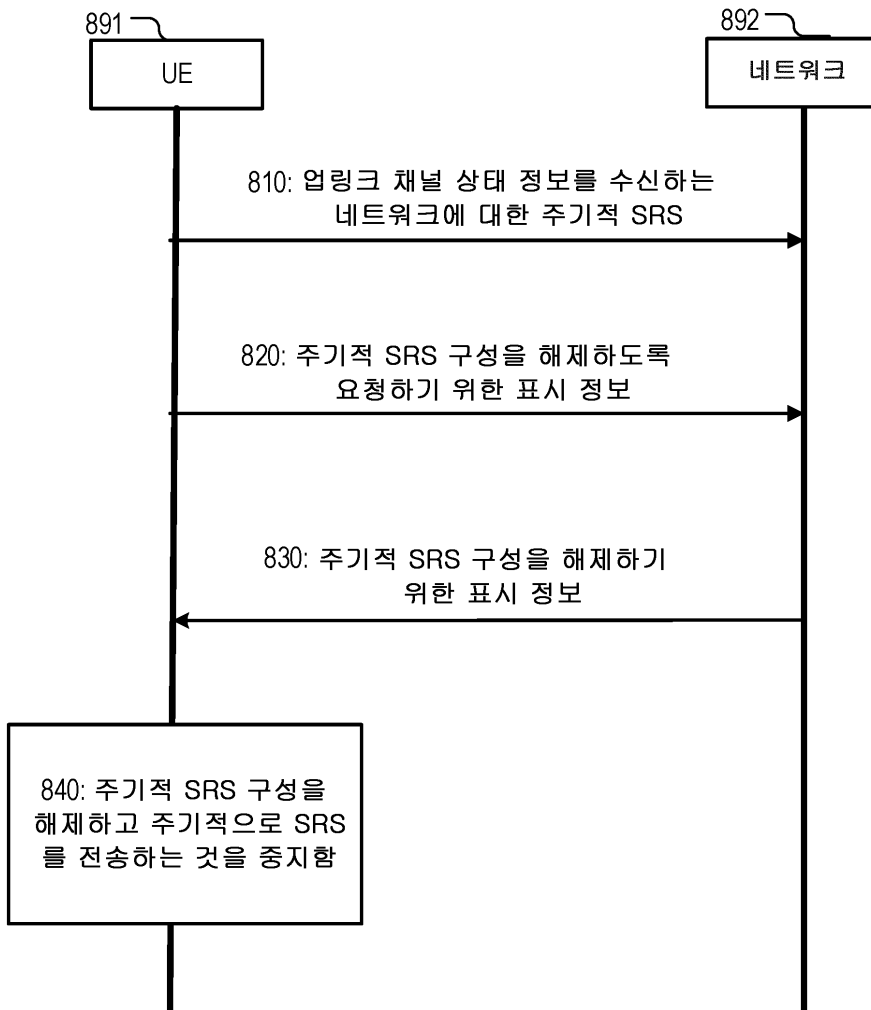 891
UE
892
네트워크
810: 업링크 채널 상태 정보를 수신하는
네트워크에 대한 주기적 SRS
820: 주기적 SRS 구성을 해제하도록
요청하기 위한 표시 정보
830: 주기적 SRS 구성을 해제하기
위한 표시 정보
840: 주기적 SRS 구성을
해제하고 주기적으로 SRS
를 전송하는 것을 중지함